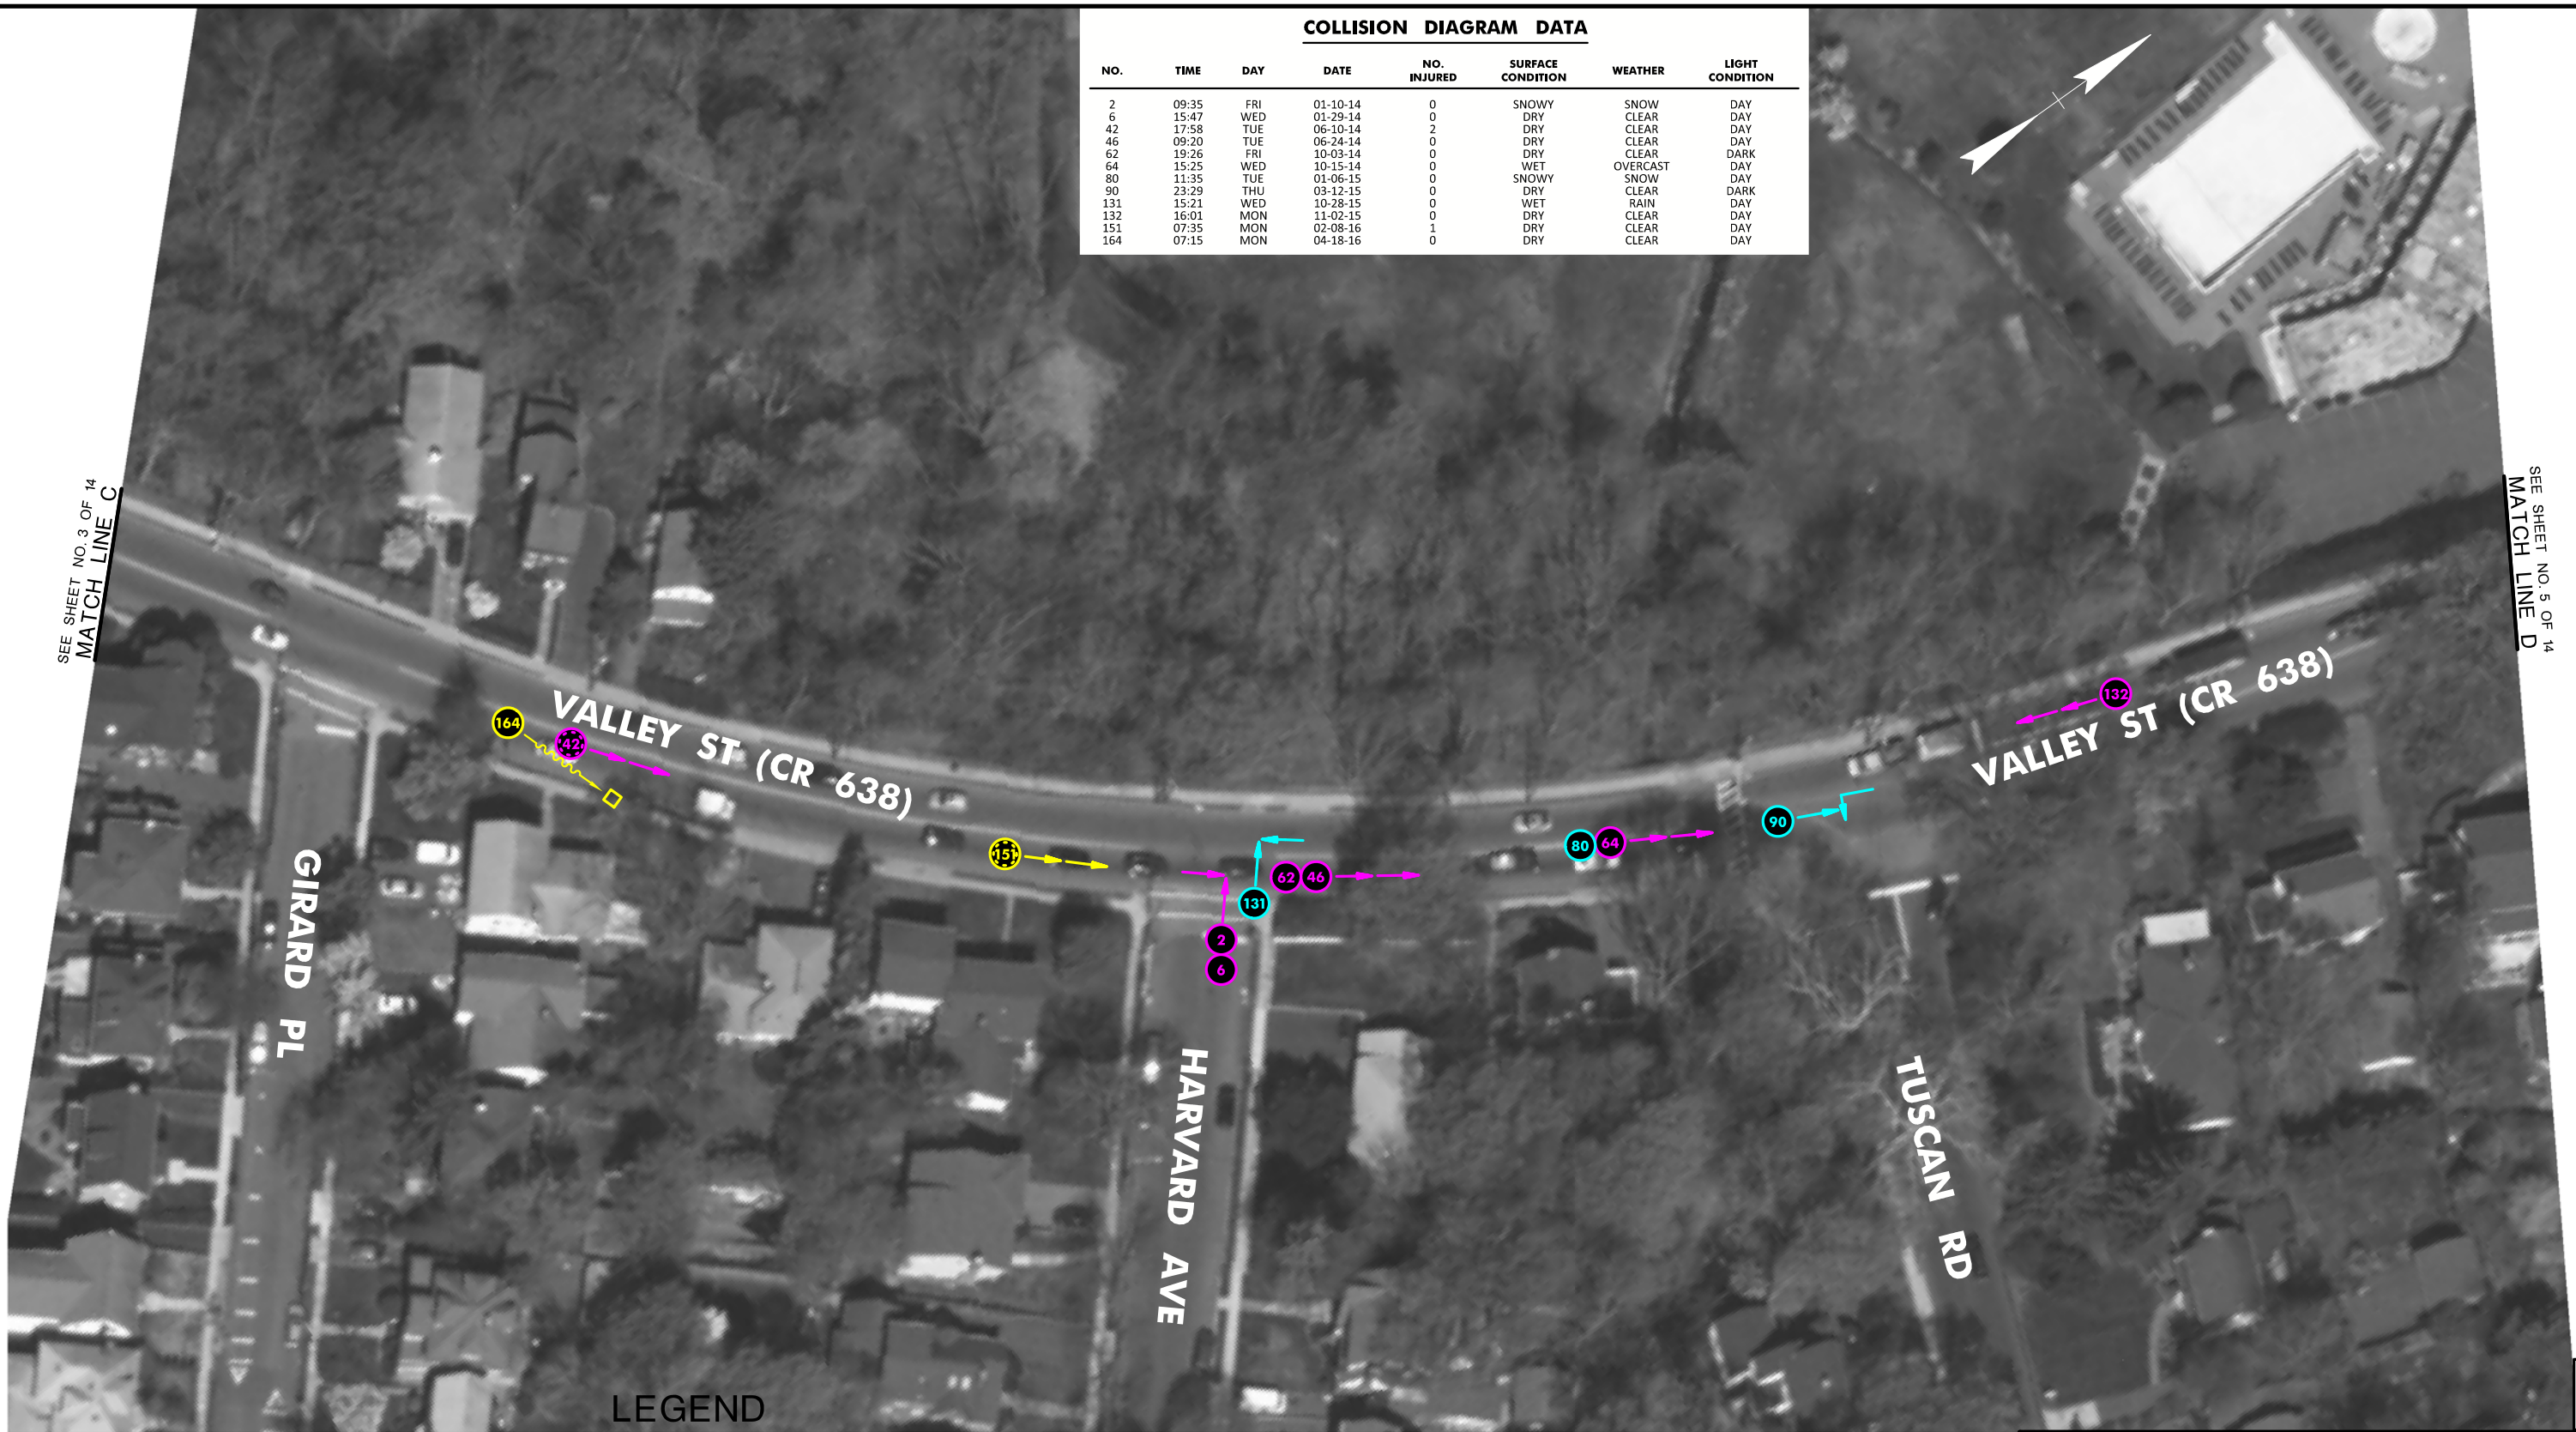 COLLISION DIAGRAM DATA
NO. TIME DAY DATE NO. INJURED SURFACE CONDITION WEATHER LIGHT CONDITION
2 09:35 FRI 01-10-14 0 SNOWY SNOW DAY
6 15:47 WED 01-29-14 0 DRY CLEAR DAY
42 17:58 TUE 06-10-14 2 DRY CLEAR DAY
46 09:20 TUE 06-24-14 0 DRY CLEAR DAY
62 19:26 FRI 10-03-14 0 DRY CLEAR DARK
64 15:25 WED 10-15-14 0 WET OVERCAST DAY
80 11:35 TUE 01-06-15 0 SNOWY SNOW DAY
90 23:29 THU 03-12-15 0 DRY CLEAR DARK
131 15:21 WED 10-28-15 0 WET RAIN DAY
132 16:01 MON 11-02-15 0 DRY CLEAR DAY
151 07:35 MON 02-08-16 1 DRY CLEAR DAY
164 07:15 MON 04-18-16 0 DRY CLEAR DAY
SEE SHEET NO. 3 OF 14
MATCH LINE C
SEE SHEET NO. 5 OF 14
MATCH LINE D
164
42
VALLEY ST (CR 638)
151
131
62 46
2
6
80 64
90
132
VALLEY ST (CR 638)
GIRARD PL
HARVARD AVE
TUSCAN RD
LEGEND